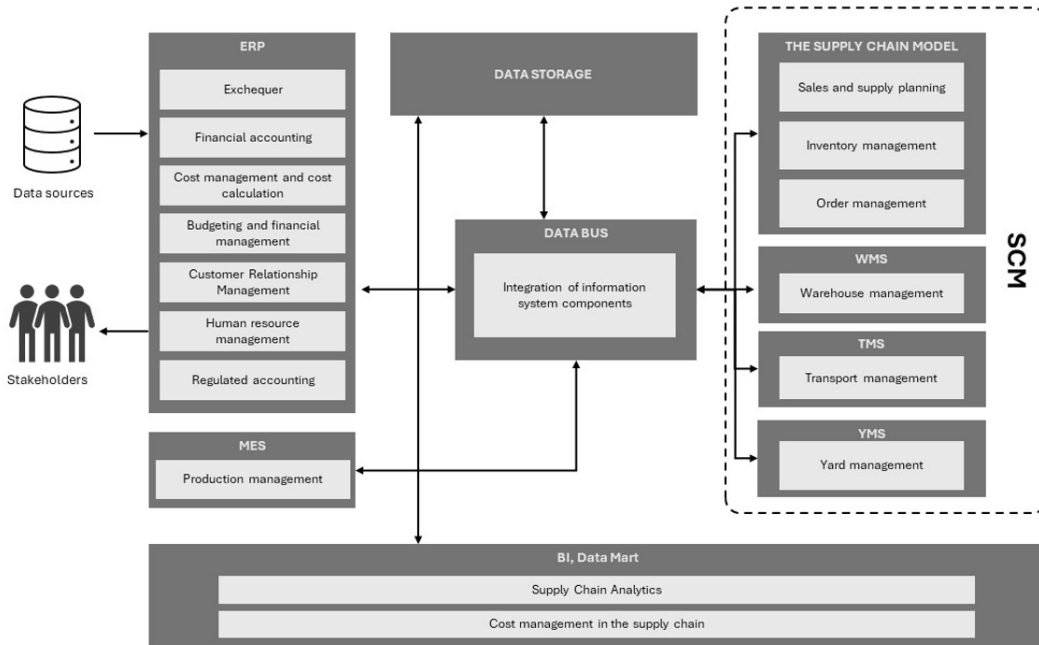 ERP
Exchequer
Financial accounting
Cost management and cost
calculation
Budgeting and financial
management
Customer Relationship
Management
Human resource
management
Regulated accounting
Data sources
Stakeholders
MES
Production management
DATA STORAGE
DATA BUS
Integration of information
system components
THE SUPPLY CHAIN MODEL
Sales and supply planning
Inventory management
Order management
WMS
Warehouse management
TMS
Transport management
YMS
Yard management
SCM
BI, Data Mart
Supply Chain Analytics
Cost management in the supply chain